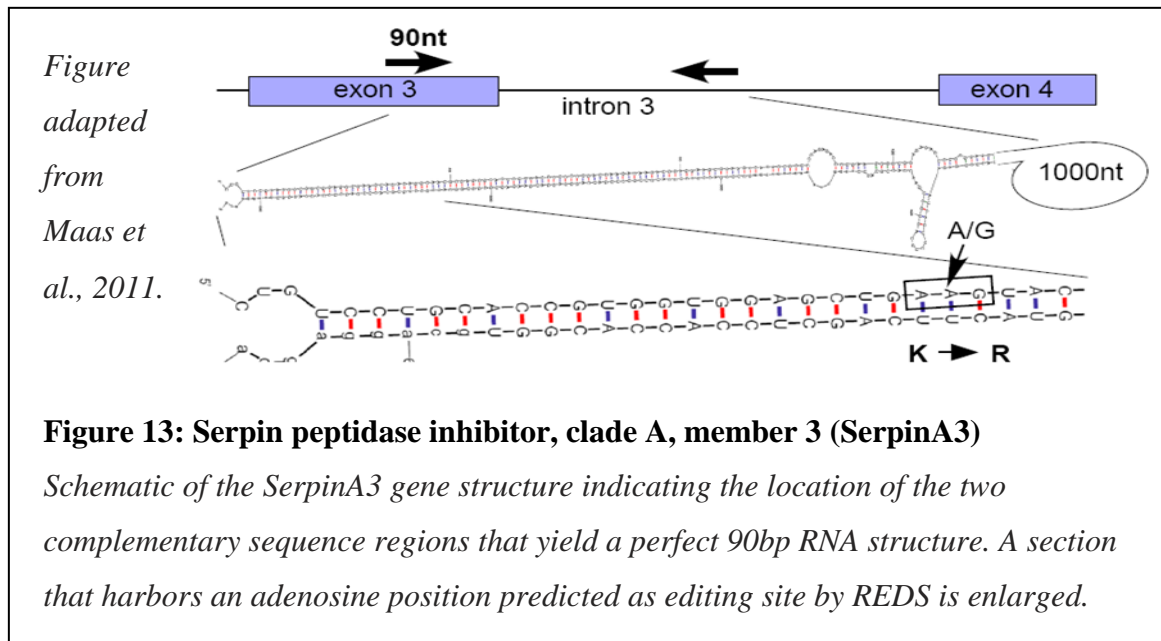 90nt
Figure
adapted
from
Maas et
al., 2011.
exon 3
intron 3
exon 4
1000nt
A/G
5'
C U G U C C U G C A C C G U G G U G G A G C U G A A G U A C
a g g a c g U G G C A C C A C C U C G A C U U C A U G
K R
Figure 13: Serpin peptidase inhibitor, clade A, member 3 (SerpinA3)
Schematic of the SerpinA3 gene structure indicating the location of the two
complementary sequence regions that yield a perfect 90bp RNA structure. A section
that harbors an adenosine position predicted as editing site by REDS is enlarged.